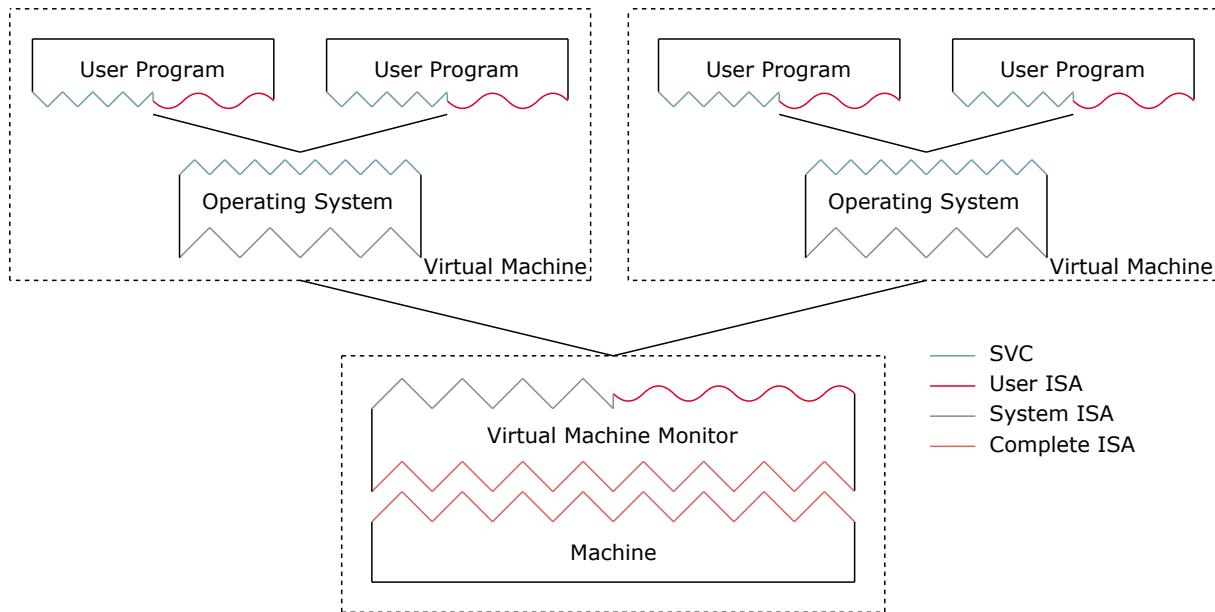 User Program
User Program
Operating System
Virtual Machine
User Program
User Program
Operating System
Virtual Machine
Virtual Machine Monitor
Machine
SVC
User ISA
System ISA
Complete ISA